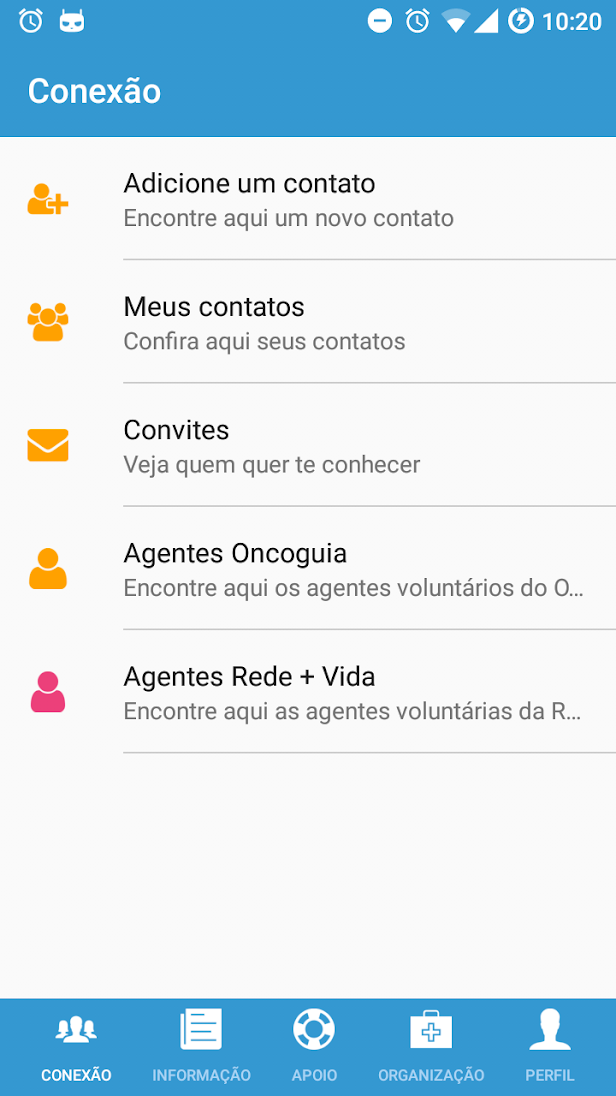 10:20
Conexão
Adicione um contato
Encontre aqui um novo contato
Meus contatos
Confira aqui seus contatos
Convites
Veja quem quer te conhecer
Agentes Oncoguia
Encontre aqui os agentes voluntários do O...
Agentes Rede + Vida
Encontre aqui as agentes voluntárias da R...
CONEXÃO INFORMAÇÃO APOIO ORGANIZAÇÃO PERFIL